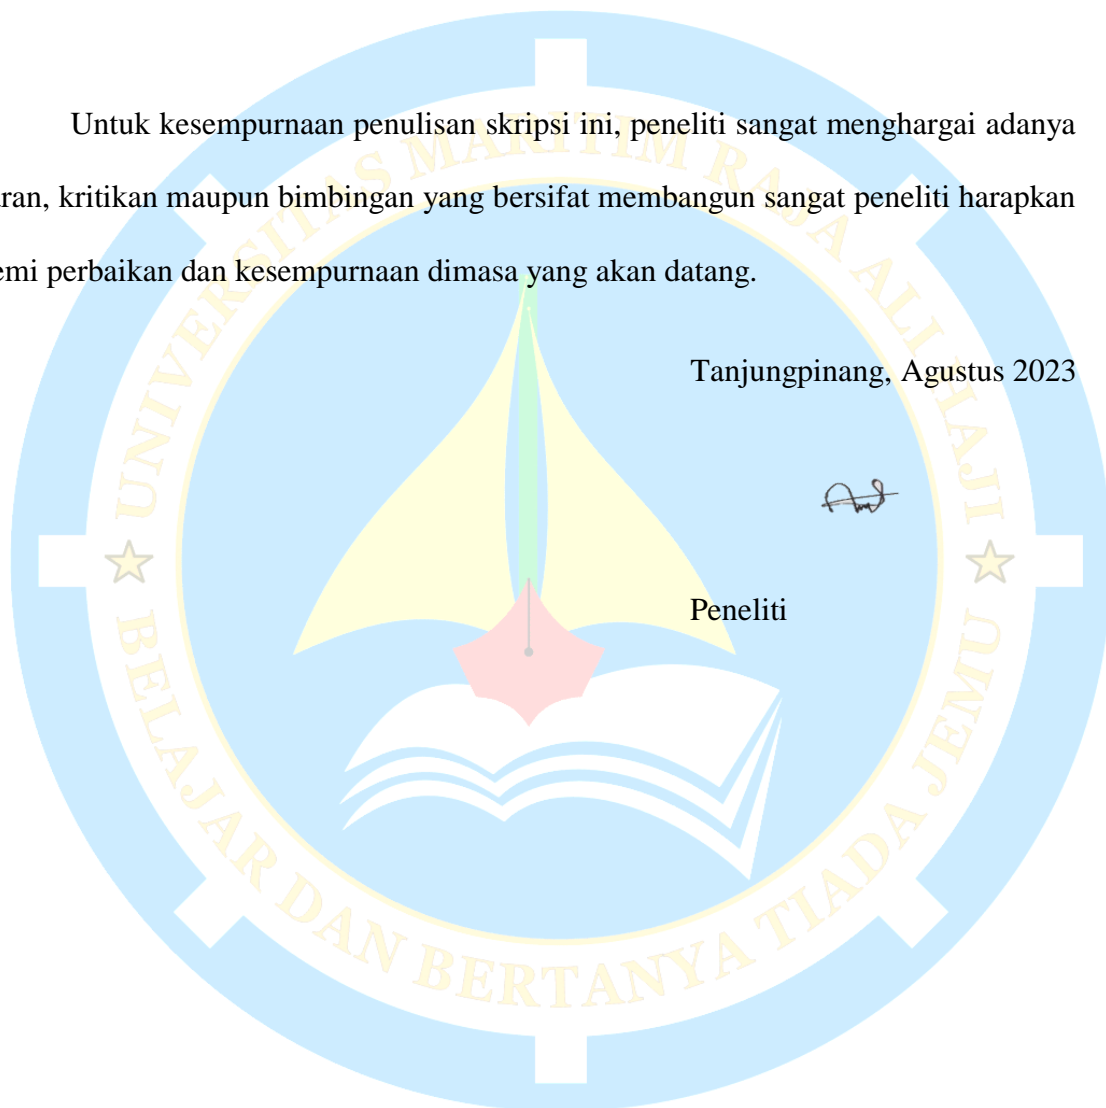 Untuk kesempurnaan penulisan skripsi ini, peneliti sangat menghargai adanya
ran, kritikan maupun bimbingan yang bersifat membangun sangat peneliti harapkan
emi perbaikan dan kesempurnaan dimasa yang akan datang.
Tanjungpinang, Agustus 2023
Peneliti
UNIVERSITAS MARITIM RAJA ALI HAJI
BELAJAR DAN BERTANYA TIADA JEMU